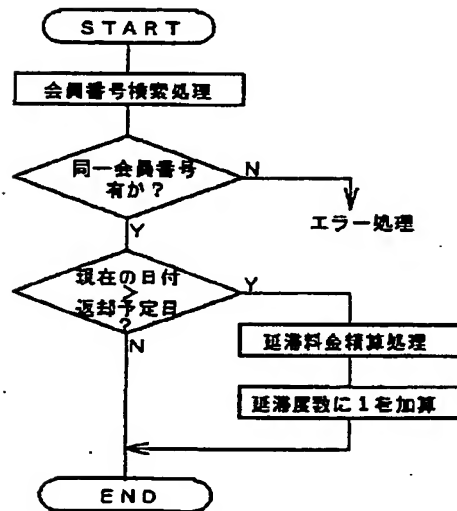 START
会員番号検索処理
同一会員番号
有か？
N
エラー処理
Y
現在の日付
>
返却予定日
?
Y
N
延滞料金積算処理
延滞度数に1を加算
END